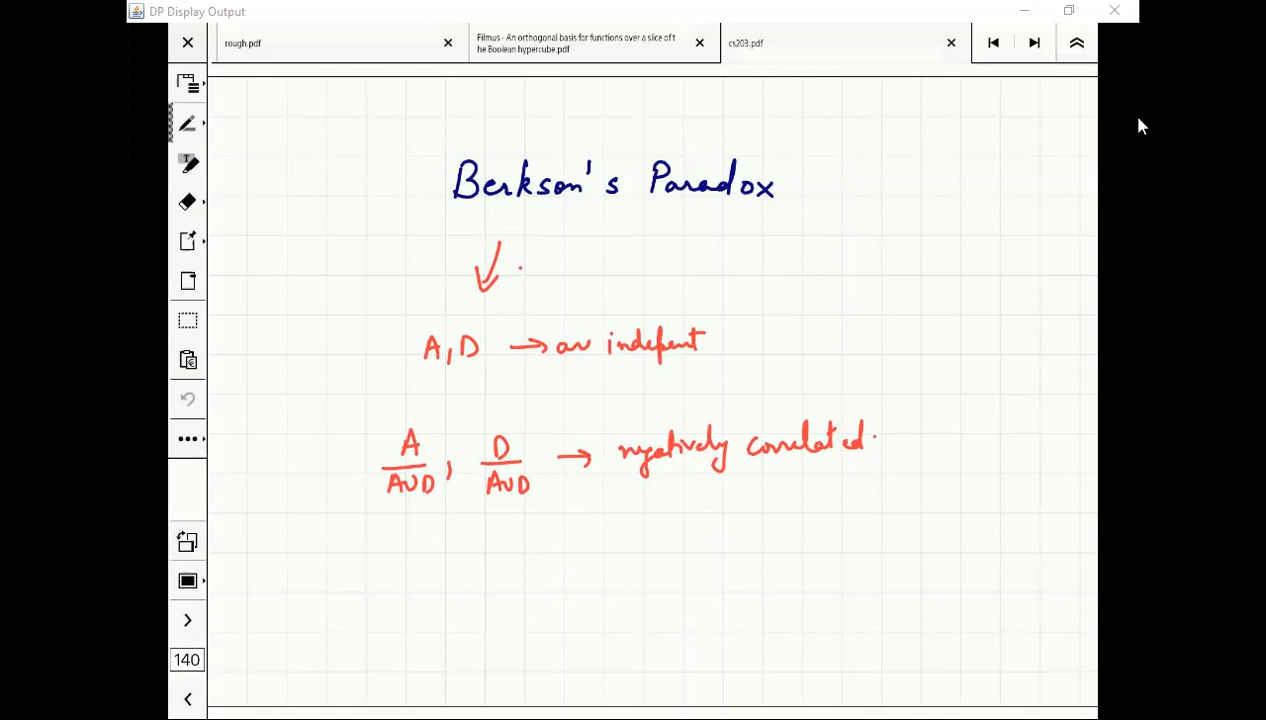 DP Display Output
rough.pdf
Filmus - An orthogonal basis for functions over a slice of t
he Boolean hypercube.pdf
cs203.pdf
Berkson's Paradox
A, D → are indepent
A/A∪D, D/A∪D → negatively correlated.
140